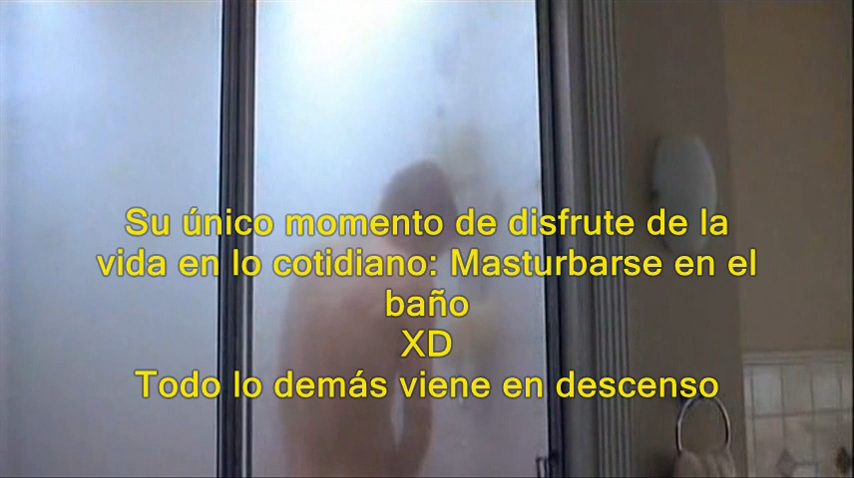 Su único momento de disfrute de la
vida en lo cotidiano: Masturbarse en el
baño
XD
Todo lo demás viene en descenso